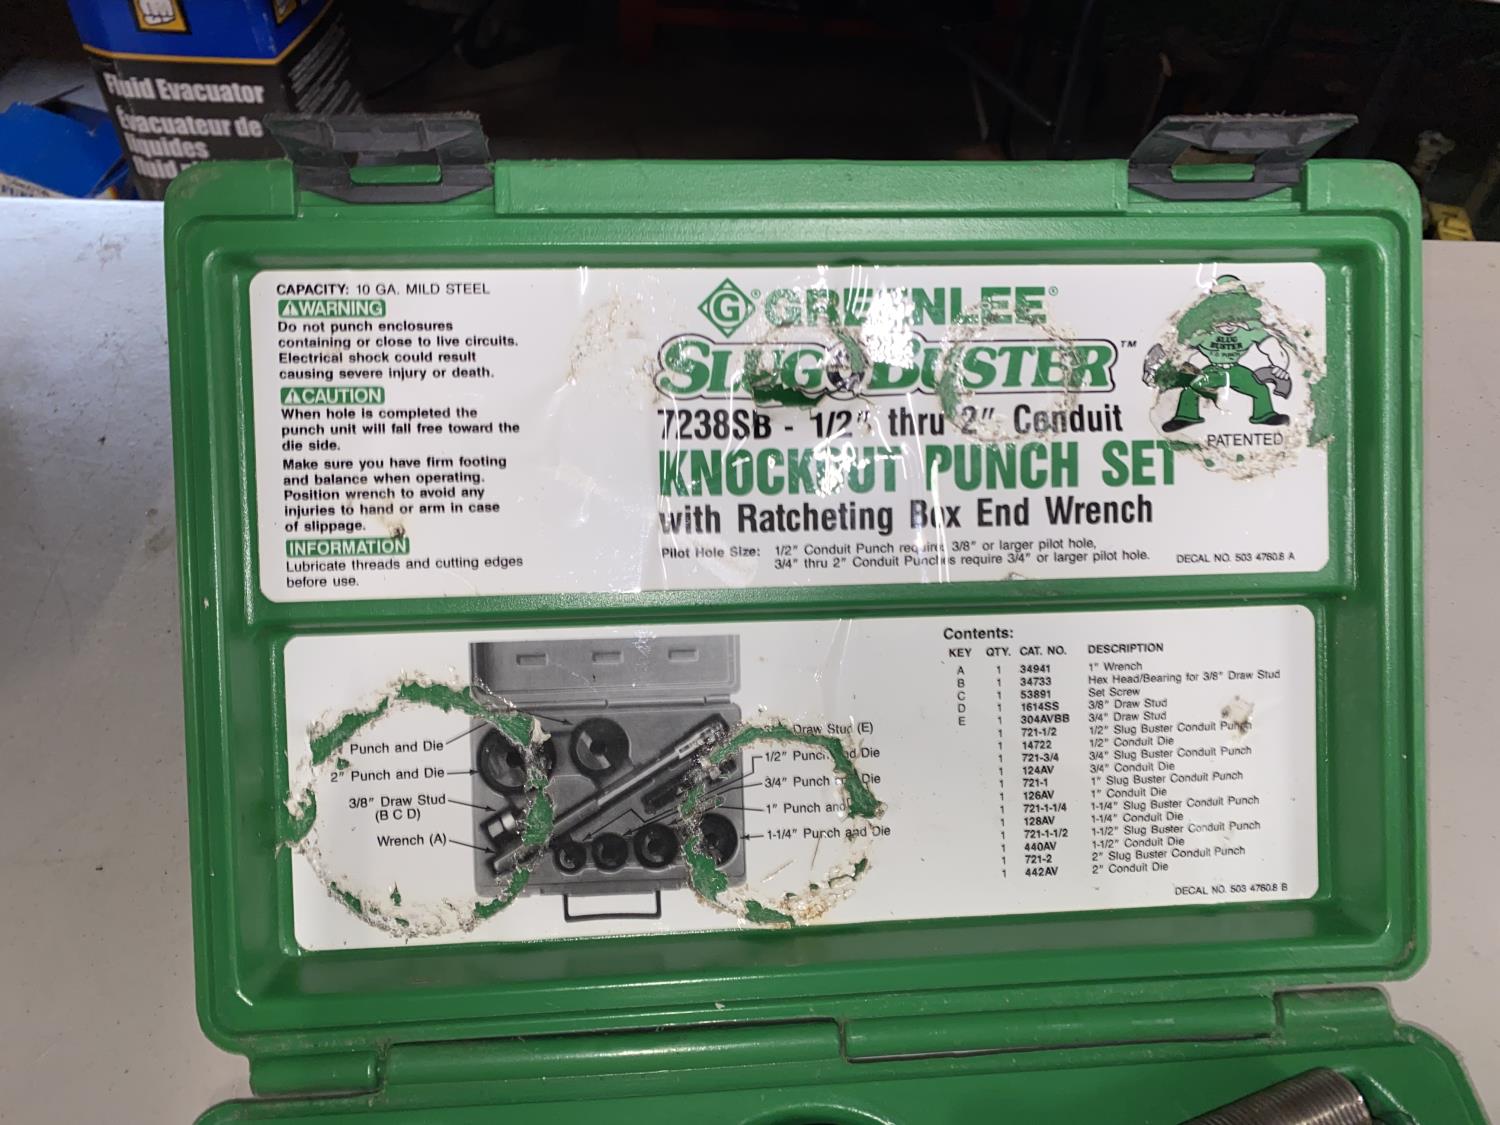 Fluid Evacuator
Évacuateur de
liquides
CAPACITY: 10 GA. MILD STEEL
WARNING
Do not punch enclosures
containing or close to live circuits.
Electrical shock could result
causing severe injury or death.
CAUTION
When hole is completed the
punch unit will fall free toward the
die side.
Make sure you have firm footing
and balance when operating.
Position wrench to avoid any
injuries to hand or arm in case
of slippage.
INFORMATION
Lubricate threads and cutting edges
before use.
G® GREENLEE®
SLUG BUSTER™
7238SB - 1/2" thru 2" Conduit
KNOCKOUT PUNCH SET
with Ratcheting Box End Wrench
Pilot Hole Size: 1/2" Conduit Punch requires 3/8" or larger pilot hole,
3/4" thru 2" Conduit Punches require 3/4" or larger pilot hole.
SLUG
BUSTER
PATENTED
DECAL NO. 503 4760.8 A
Punch and Die
2" Punch and Die
3/8" Draw Stud
(B C D)
Wrench (A)
Draw Stud (E)
1/2" Punch and Die
3/4" Punch and Die
1" Punch and
1-1/4" Punch and Die
Contents:
KEY QTY. CAT. NO. DESCRIPTION
A 1 34941 1" Wrench
B 1 34733 Hex Head/Bearing for 3/8" Draw Stud
C 1 53891 Set Screw
D 1 1614SS 3/8" Draw Stud
E 1 304AVBB 3/4" Draw Stud
1 721-1/2 1/2" Slug Buster Conduit Punch
1 14722 1/2" Conduit Die
1 721-3/4 3/4" Slug Buster Conduit Punch
1 124AV 3/4" Conduit Die
1 721-1 1" Slug Buster Conduit Punch
1 126AV 1" Conduit Die
1 721-1-1/4 1-1/4" Slug Buster Conduit Punch
1 128AV 1-1/4" Conduit Die
1 721-1-1/2 1-1/2" Slug Buster Conduit Punch
1 440AV 1-1/2" Conduit Die
1 721-2 2" Slug Buster Conduit Punch
1 442AV 2" Conduit Die
DECAL NO. 503 4760.8 B